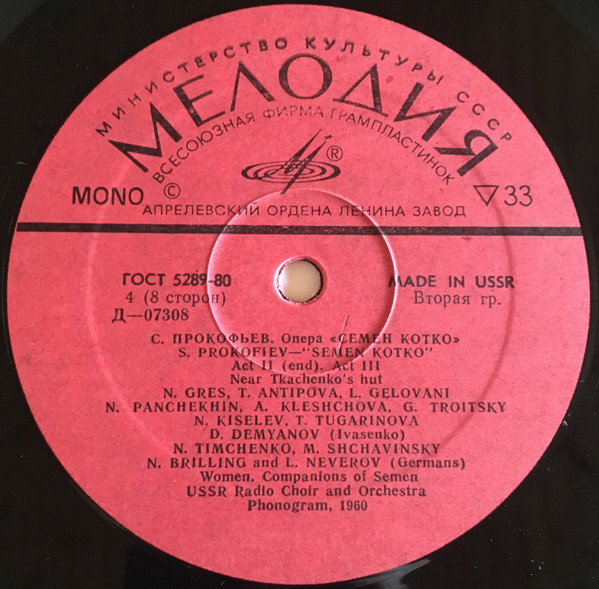 МИНИСТЕРСТВО КУЛЬТУРЫ СССР
МЕЛОДИЯ
ВСЕСОЮЗНАЯ ФИРМА ГРАМПЛАСТИНОК
®
MONO © ▽ 33
АПРЕЛЕВСКИЙ ОРДЕНА ЛЕНИНА ЗАВОД
ГОСТ 5289-80 MADE IN USSR
4 (8 сторон) Вторая гр.
Д—07308
С. ПРОКОФЬЕВ. Опера «СЕМЕН КОТКО»
S. PROKOFIEV—"SEMEN KOTKO"
Act II (end). Act III
Near Tkachenko's hut
N. GRES, T. ANTIPOVA, L. GELOVANI
N. PANCHEKHIN, A. KLESHCHOVA, G. TROITSKY
N. KISELEV, T. TUGARINOVA
D. DEMYANOV (Ivasenko)
N. TIMCHENKO, M. SHCHAVINSKY
N. BRILLING and L. NEVEROV (Germans)
Women, Companions of Semen
USSR Radio Choir and Orchestra
Phonogram, 1960